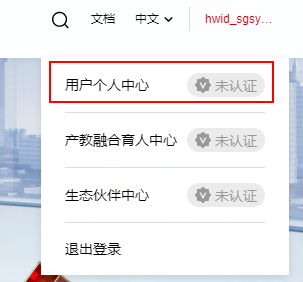 文档 中文 hwid_sgsy...
用户个人中心 未认证
产教融合育人中心 未认证
生态伙伴中心 未认证
退出登录